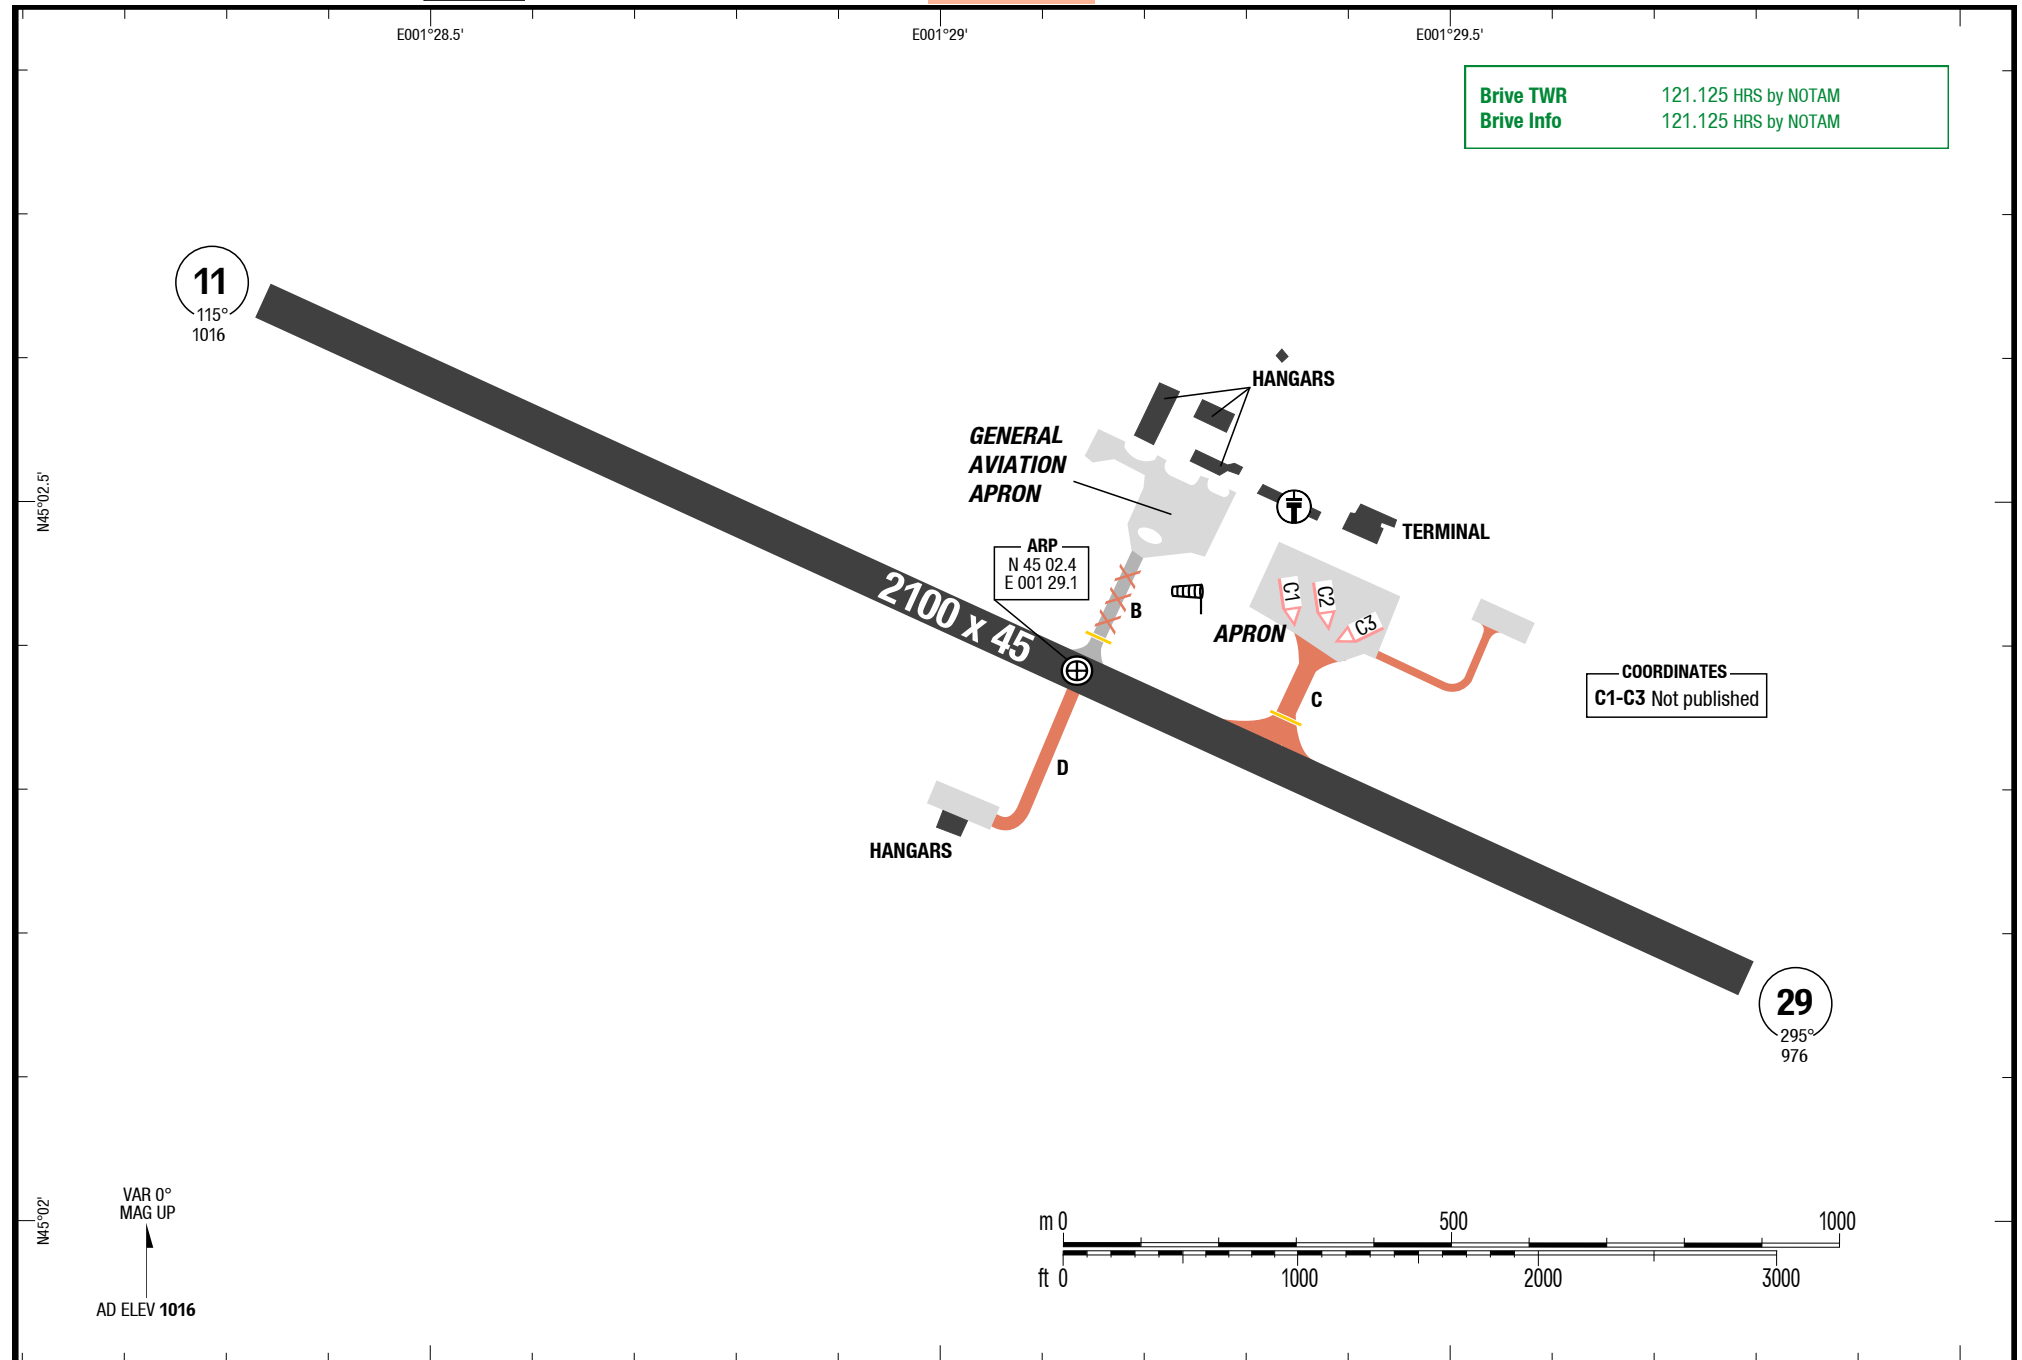 E001°28.5'
E001°29'
E001°29.5'
Brive TWR 121.125 HRS by NOTAM
Brive Info 121.125 HRS by NOTAM
11
115°
1016
HANGARS
GENERAL
AVIATION
APRON
N45°02.5'
TERMINAL
ARP
N 45 02.4
E 001 29.1
2100 x 45
B
C1
C2
C3
APRON
COORDINATES
C1-C3 Not published
C
D
HANGARS
29
295°
976
VAR 0°
MAG UP
N45°02'
AD ELEV 1016
m 0 500 1000
ft 0 1000 2000 3000